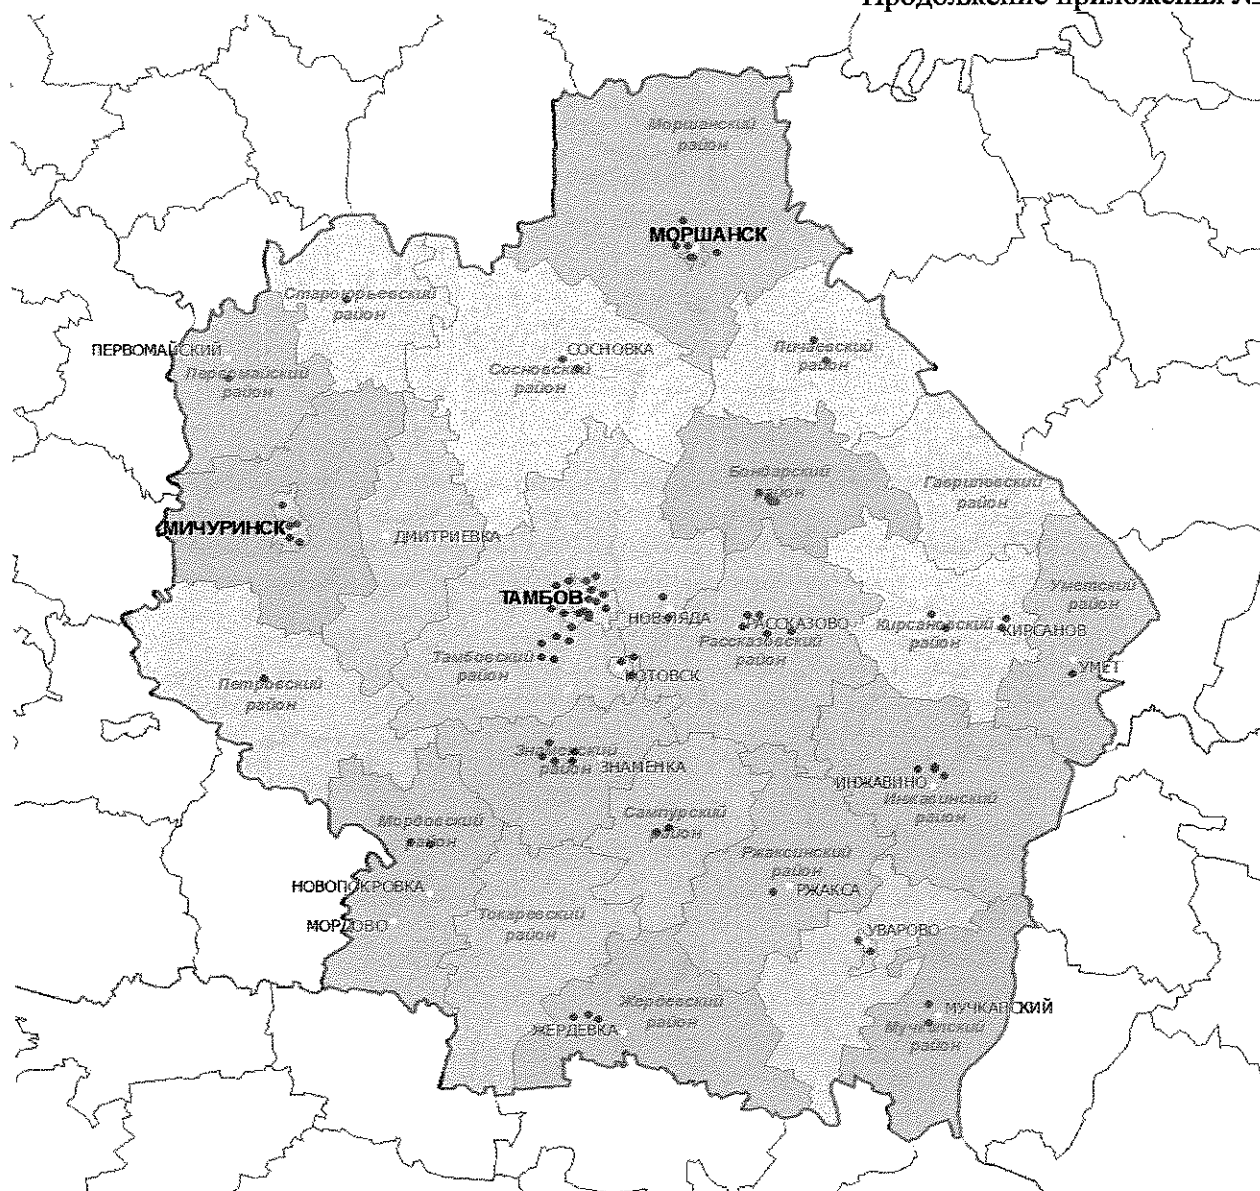 Продолжение приложения №
Моршанский
район
МОРШАНСК
Староюрьевский
район
ПЕРВОМАЙСКИЙ
Первомайский
район
СОСНОВКА
Сосновский
район
Пичаевский
район
Бондарский
район
Гавриловский
район
МИЧУРИНСК
ДМИТРИЕВКА
ТАМБОВ
Уметский
район
НОВ ЛЯДА
РАССКАЗОВО
Рассказовский
район
Кирсановский
район
КИРСАНОВ
Тамбовский
район
КОТОВСК
УМЕТ
Петровский
район
Знаменский
район
ЗНАМЕНКА
ИНЖАВИНО
Инжавинский
район
Мордовский
район
Сампурский
район
Ржаксинский
район
НОВОПОКРОВКА
РЖАКСА
МОРДОВО
Токаревский
район
УВАРОВО
Жердевский
район
ЖЕРДЕВКА
МУЧКАПСКИЙ
Мучкапский
район